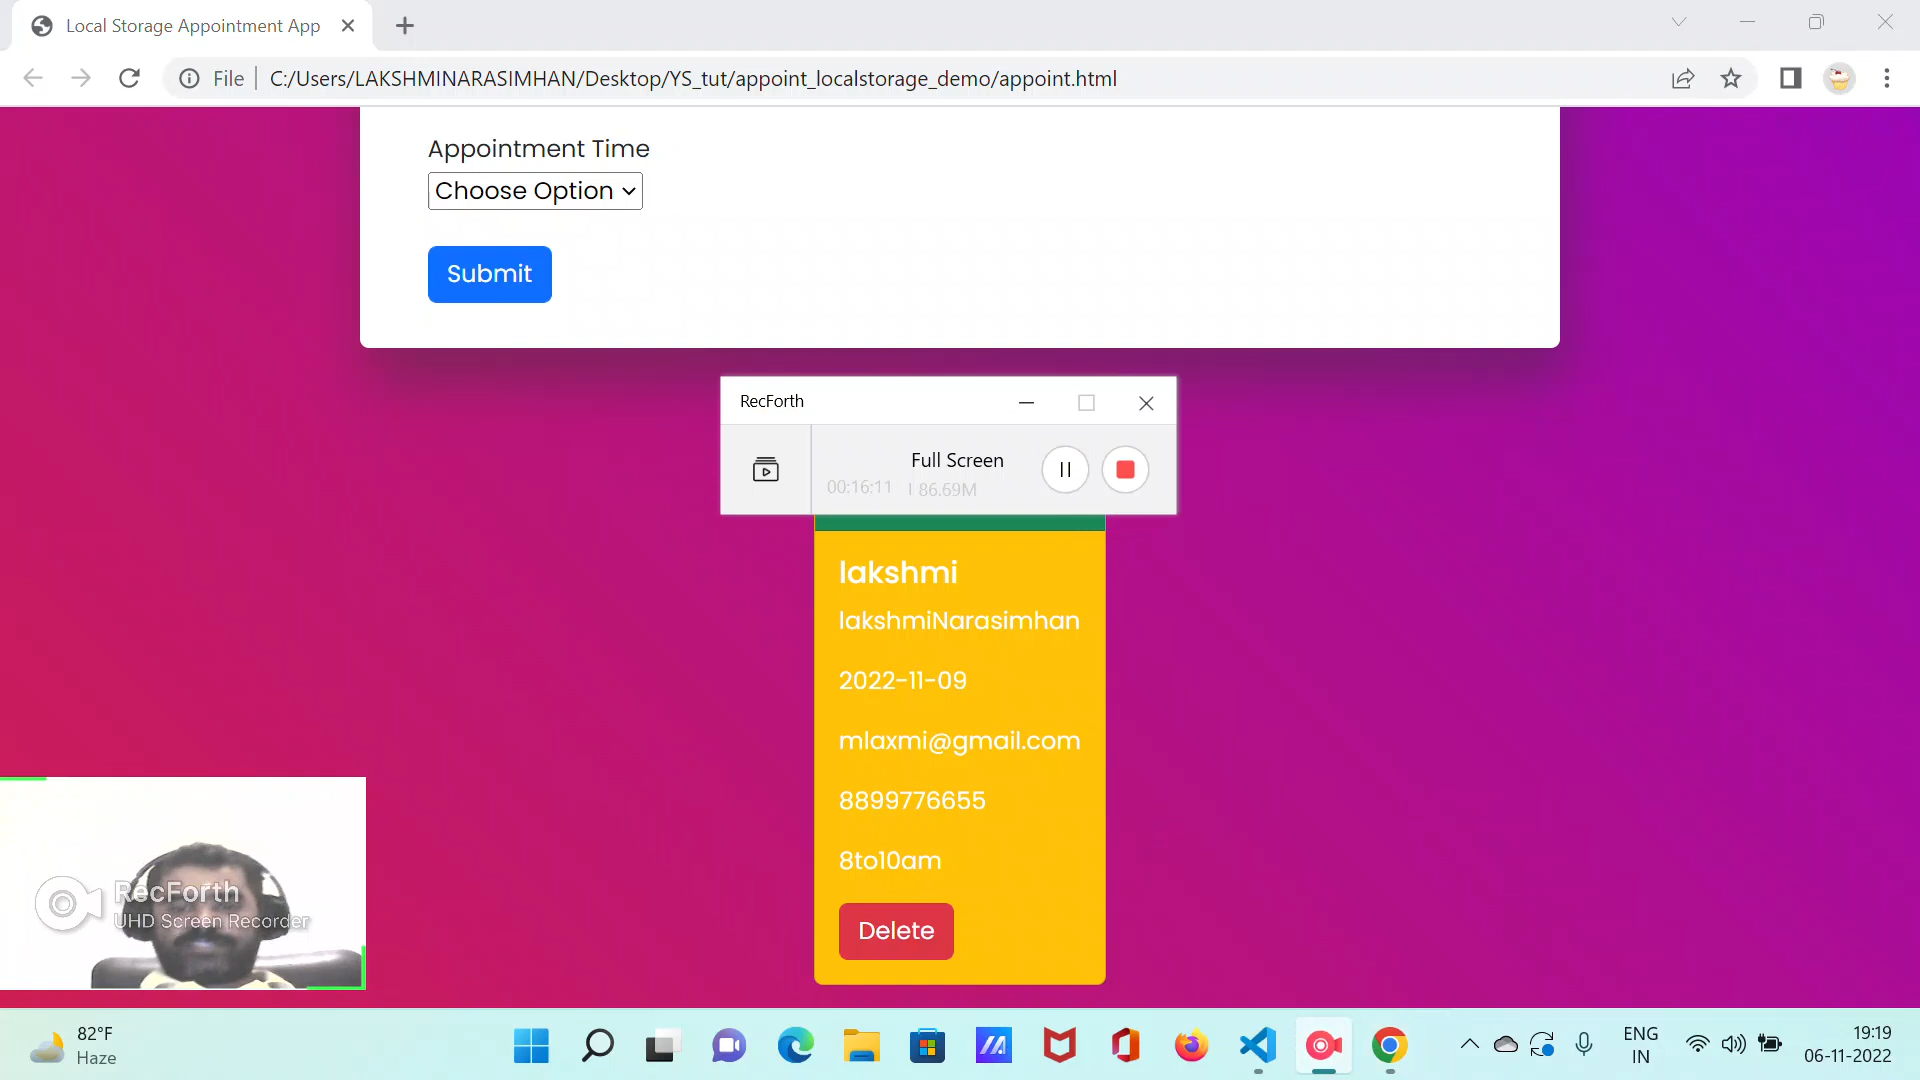 Local Storage Appointment App
File
C:/Users/LAKSHMINARASIMHAN/Desktop/YS_tut/appoint_localstorage_demo/appoint.html
Appointment Time
Choose Option
Submit
RecForth
Full Screen
00:16:11
86.69M
lakshmi
lakshmiNarasimhan
2022-11-09
mlaxmi@gmail.com
8899776655
8to10am
Delete
RecForth
UHD Screen Recorder
82°F
Haze
ENG
IN
19:19
06-11-2022